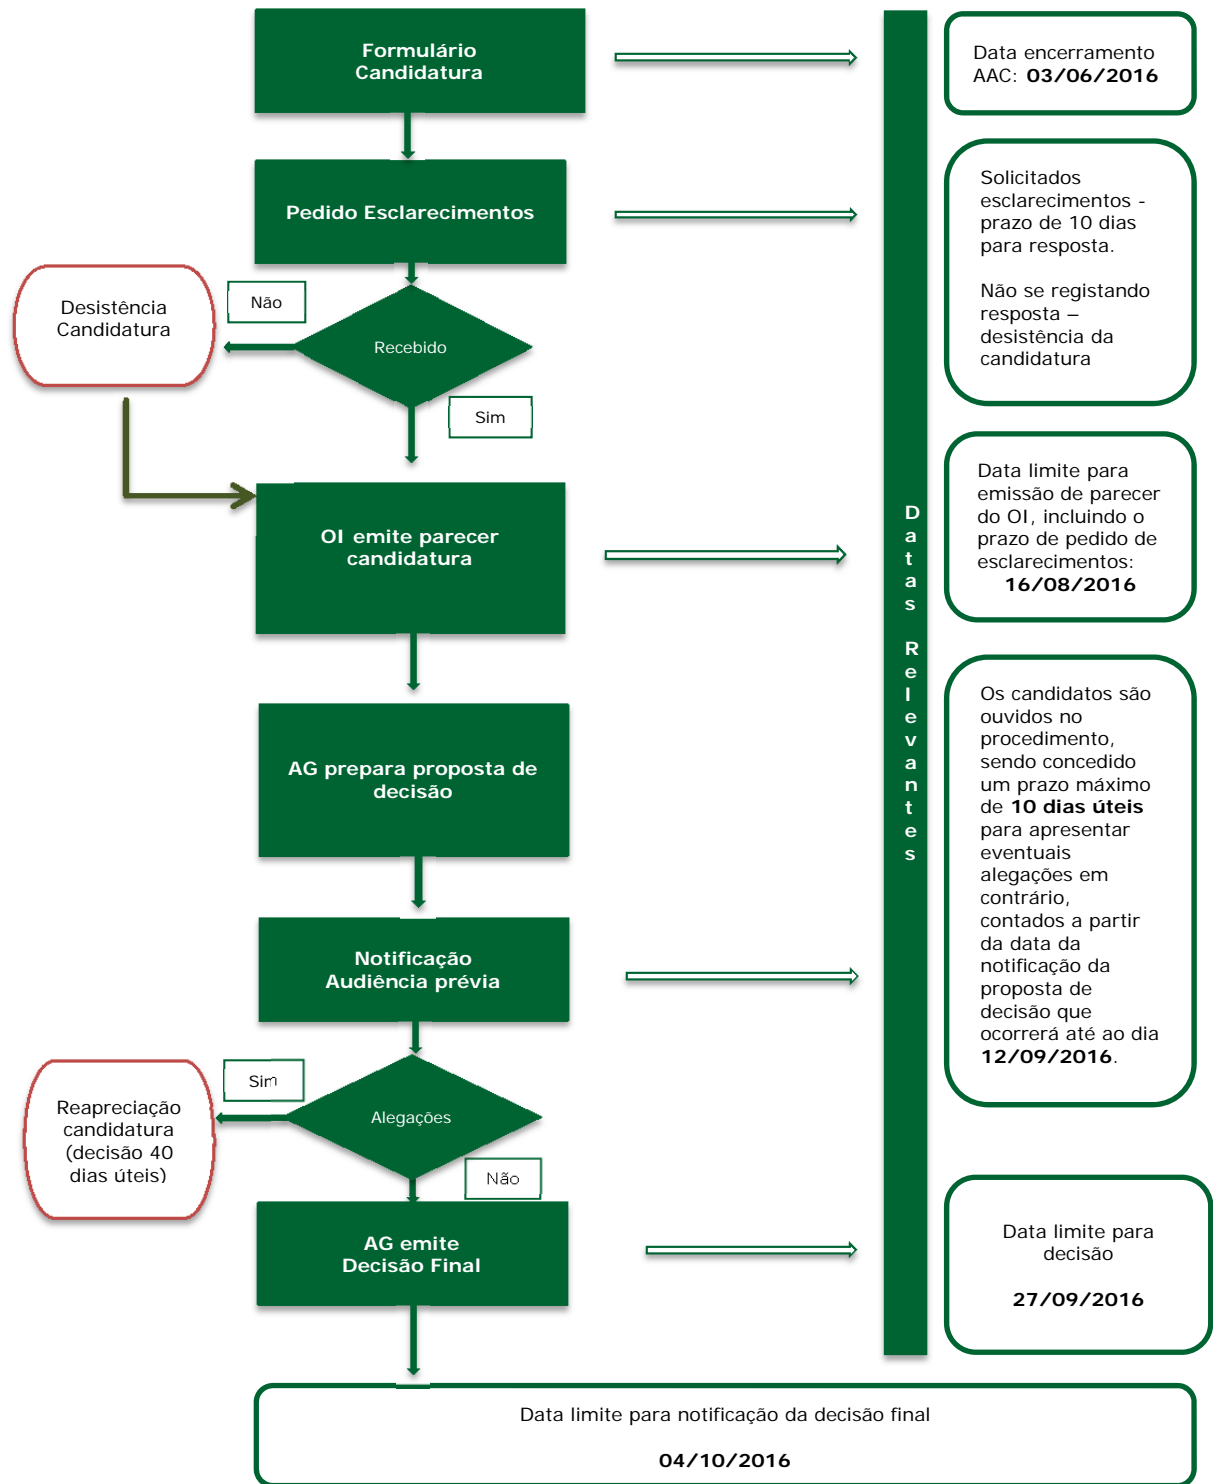 Formulário
Candidatura
Data encerramento
AAC: 03/06/2016
Pedido Esclarecimentos
Solicitados
esclarecimentos -
prazo de 10 dias
para resposta.
Não se registando
resposta –
desistência da
candidatura
Desistência
Candidatura
Não
Recebido
Sim
OI emite parecer
candidatura
Data limite para
emissão de parecer
do OI, incluindo o
prazo de pedido de
esclarecimentos:
16/08/2016
Datas Relevantes
AG prepara proposta de
decisão
Os candidatos são
ouvidos no
procedimento,
sendo concedido
um prazo máximo
de 10 dias úteis
para apresentar
eventuais
alegações em
contrário,
contados a partir
da data da
notificação da
proposta de
decisão que
ocorrerá até ao dia
12/09/2016.
Notificação
Audiência prévia
Sim
Reapreciação
candidatura
(decisão 40
dias úteis)
Alegações
Não
AG emite
Decisão Final
Data limite para
decisão
27/09/2016
Data limite para notificação da decisão final
04/10/2016